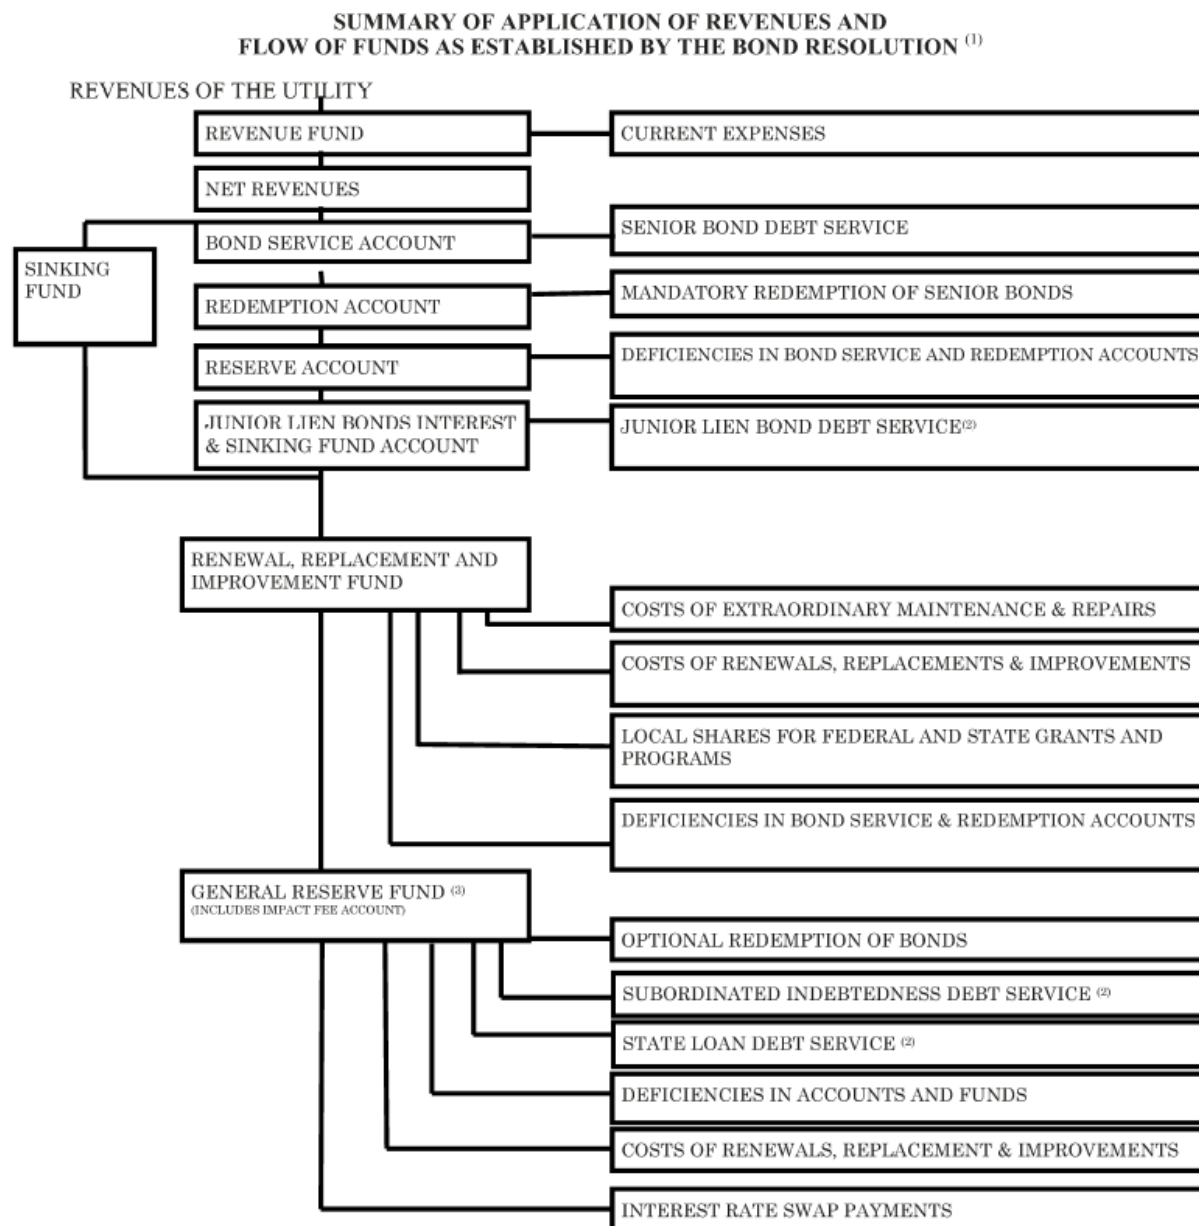 SUMMARY OF APPLICATION OF REVENUES AND
FLOW OF FUNDS AS ESTABLISHED BY THE BOND RESOLUTION (1)
REVENUES OF THE UTILITY
REVENUE FUND
CURRENT EXPENSES
NET REVENUES
BOND SERVICE ACCOUNT
SENIOR BOND DEBT SERVICE
SINKING
FUND
REDEMPTION ACCOUNT
MANDATORY REDEMPTION OF SENIOR BONDS
RESERVE ACCOUNT
DEFICIENCIES IN BOND SERVICE AND REDEMPTION ACCOUNTS
JUNIOR LIEN BONDS INTEREST
& SINKING FUND ACCOUNT
JUNIOR LIEN BOND DEBT SERVICE(2)
RENEWAL, REPLACEMENT AND
IMPROVEMENT FUND
COSTS OF EXTRAORDINARY MAINTENANCE & REPAIRS
COSTS OF RENEWALS, REPLACEMENTS & IMPROVEMENTS
LOCAL SHARES FOR FEDERAL AND STATE GRANTS AND
PROGRAMS
DEFICIENCIES IN BOND SERVICE & REDEMPTION ACCOUNTS
GENERAL RESERVE FUND (3)
(INCLUDES IMPACT FEE ACCOUNT)
OPTIONAL REDEMPTION OF BONDS
SUBORDINATED INDEBTEDNESS DEBT SERVICE (2)
STATE LOAN DEBT SERVICE (2)
DEFICIENCIES IN ACCOUNTS AND FUNDS
COSTS OF RENEWALS, REPLACEMENT & IMPROVEMENTS
INTEREST RATE SWAP PAYMENTS